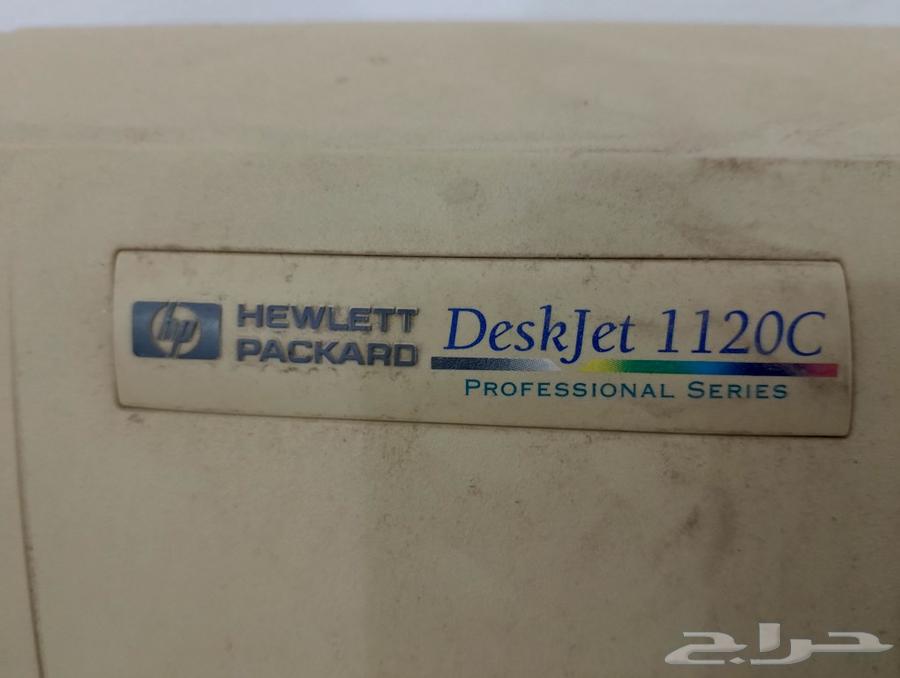 hp HEWLETT PACKARD
DeskJet 1120C
PROFESSIONAL SERIES
حراج